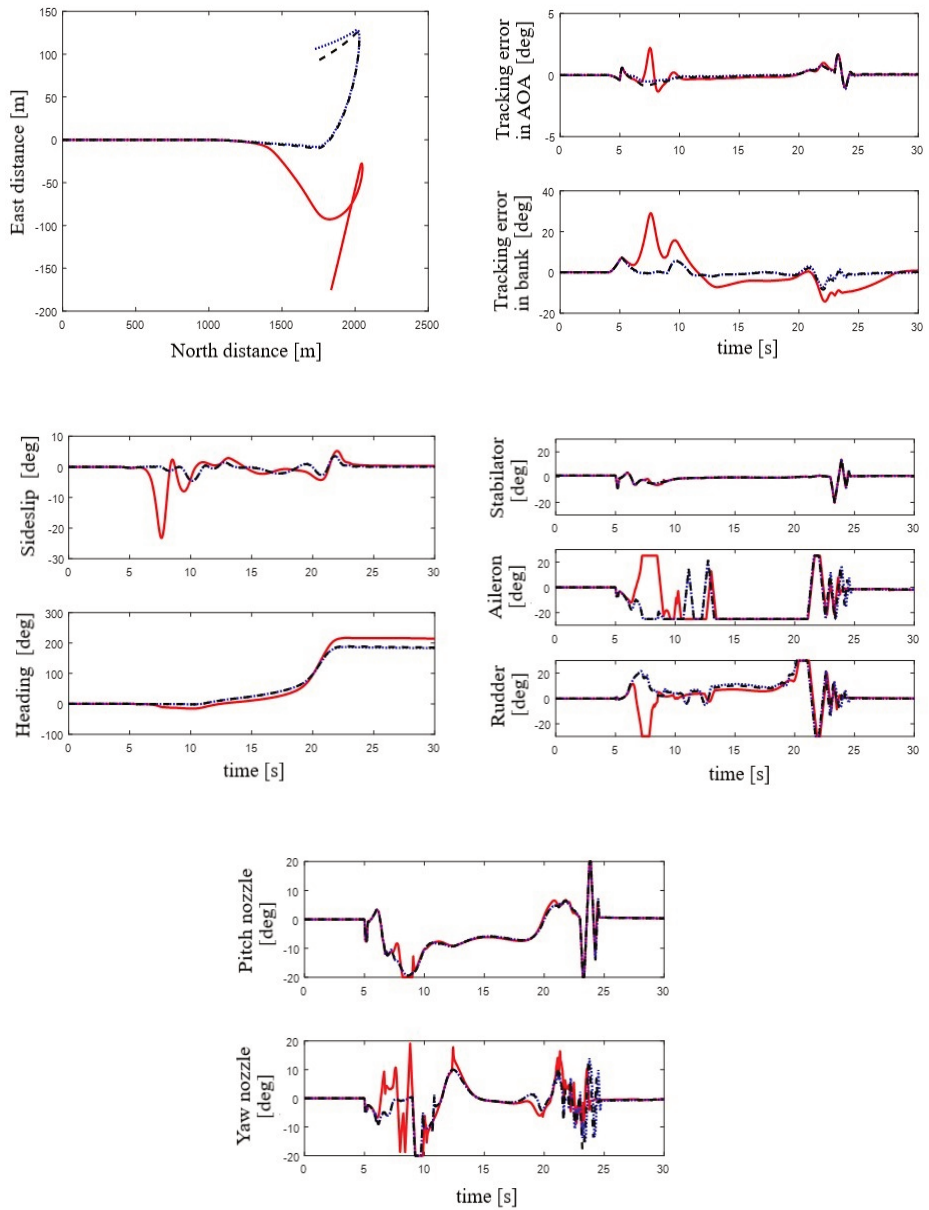 150
100
50
0
-50
-100
-150
-200
0 500 1000 1500 2000 2500
East distance [m]
North distance [m]
5
0
-5
0 5 10 15 20 25 30
Tracking error
in AOA [deg]
40
20
0
-20
0 5 10 15 20 25 30
Tracking error
in bank [deg]
time [s]
10
0
-10
-20
-30
0 5 10 15 20 25 30
Sideslip [deg]
300
200
100
0
-100
0 5 10 15 20 25 30
Heading [deg]
time [s]
20
0
-20
0 5 10 15 20 25 30
Stabilator
[deg]
20
0
-20
0 5 10 15 20 25 30
Aileron
[deg]
20
0
-20
0 5 10 15 20 25 30
Rudder
[deg]
time [s]
20
10
0
-10
-20
0 5 10 15 20 25 30
Pitch nozzle
[deg]
20
10
0
-10
-20
0 5 10 15 20 25 30
Yaw nozzle
[deg]
time [s]